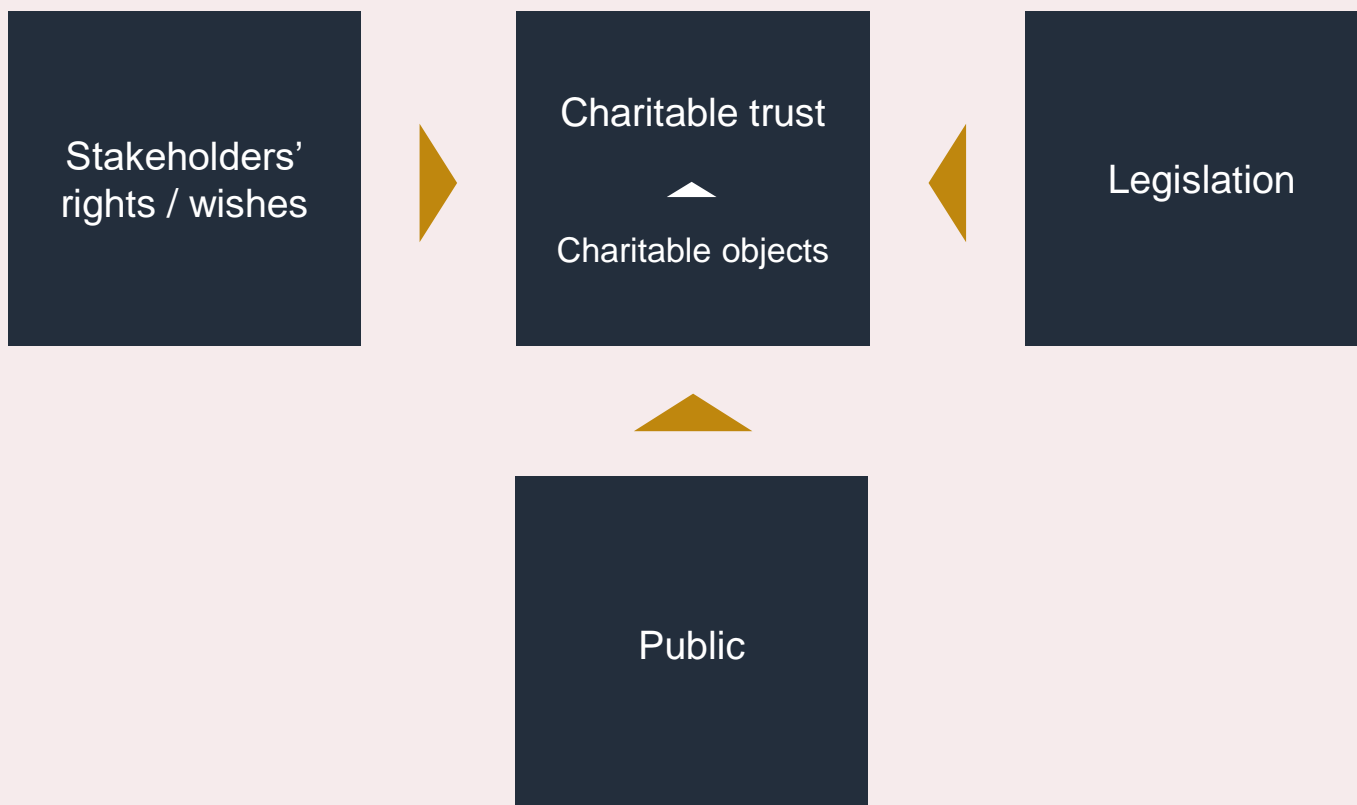 Stakeholders’
rights / wishes
Charitable trust
Charitable objects
Legislation
Public